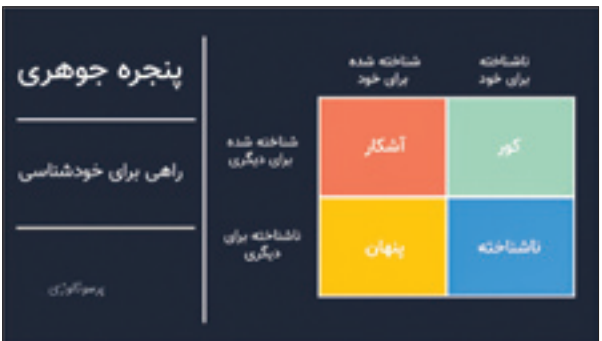 پنجره جوهری
راهی برای خودشناسی
ناشناخته
برای خود
شناخته شده
برای خود
شناخته شده
برای دیگری
کور
آشکار
ناشناخته برای
دیگری
ناشناخته
پنهان